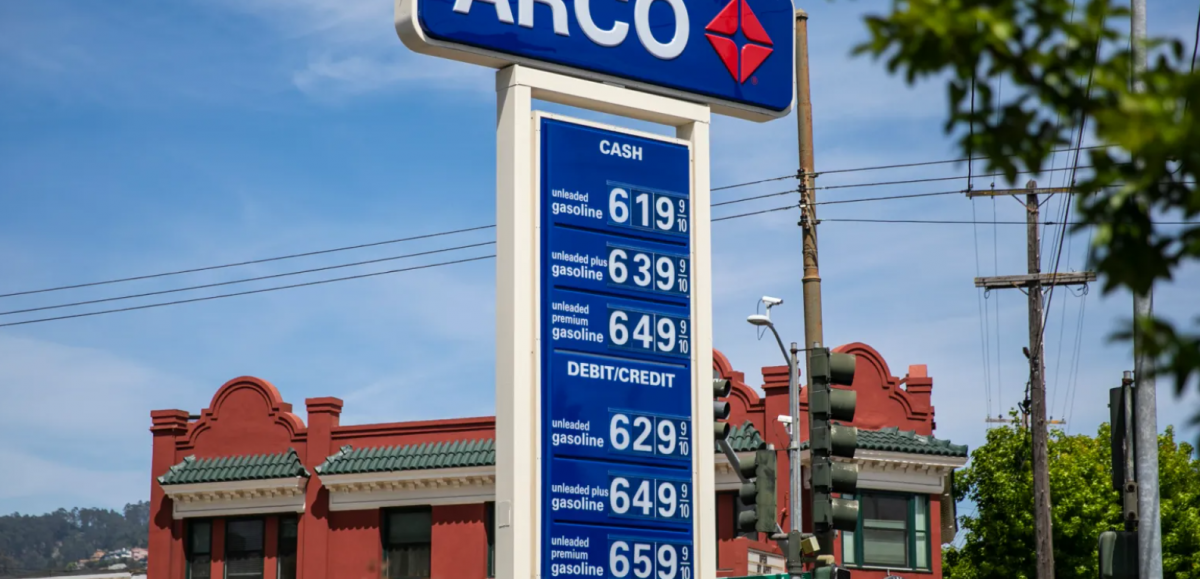 ARCO
CASH
unleaded
gasoline 619 9/10
unleaded plus
gasoline 639 9/10
unleaded
premium
gasoline 649 9/10
DEBIT/CREDIT
unleaded
gasoline 629 9/10
unleaded plus
gasoline 649 9/10
unleaded
premium
gasoline 659 9/10